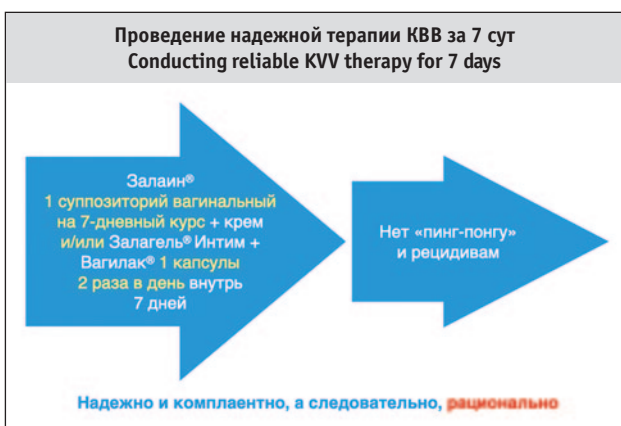 Проведение надежной терапии КВВ за 7 сут
Conducting reliable KVV therapy for 7 days
Залаин®
1 суппозиторий вагинальный
на 7-дневный курс + крем
и/или Залагель® Интим +
Вагилак® 1 капсулы
2 раза в день внутрь
7 дней
Нет «пинг-понгу»
и рецидивам
Надежно и комплаентно, а следовательно, рационально